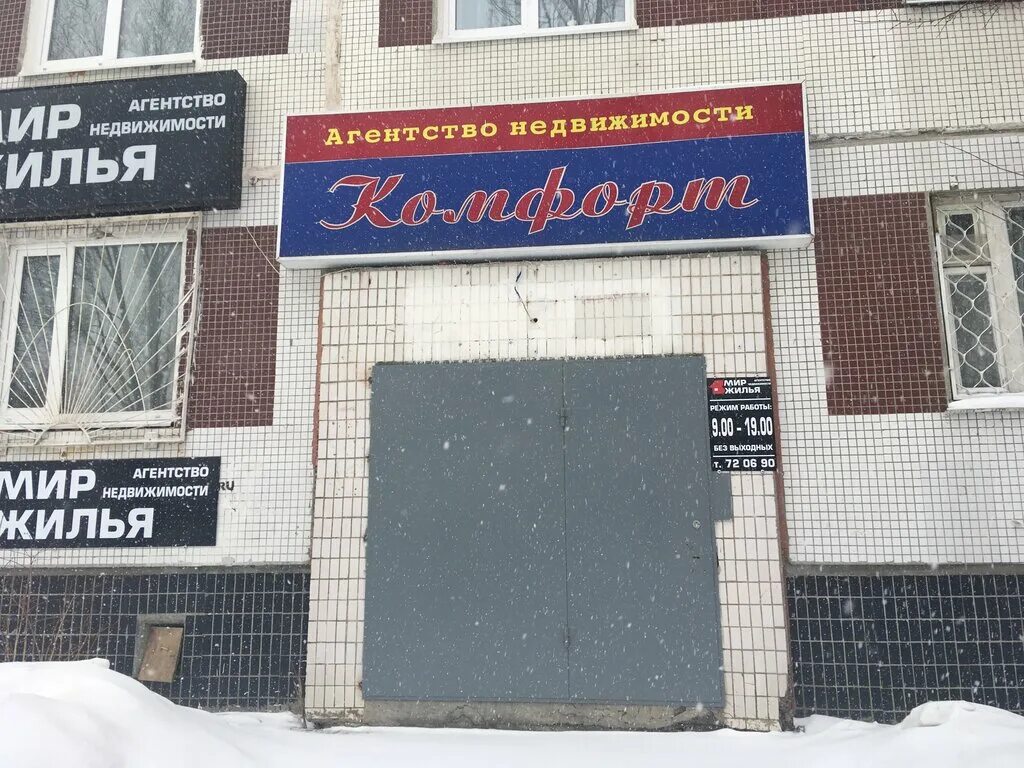 МИР
ЖИЛЬЯ
АГЕНТСТВО
НЕДВИЖИМОСТИ
Агентство недвижимости
Комфорт
МИР
ЖИЛЬЯ
РЕЖИМ РАБОТЫ:
9.00 - 19.00
БЕЗ ВЫХОДНЫХ
т. 72 06 90
МИР
ЖИЛЬЯ
АГЕНТСТВО
НЕДВИЖИМОСТИ